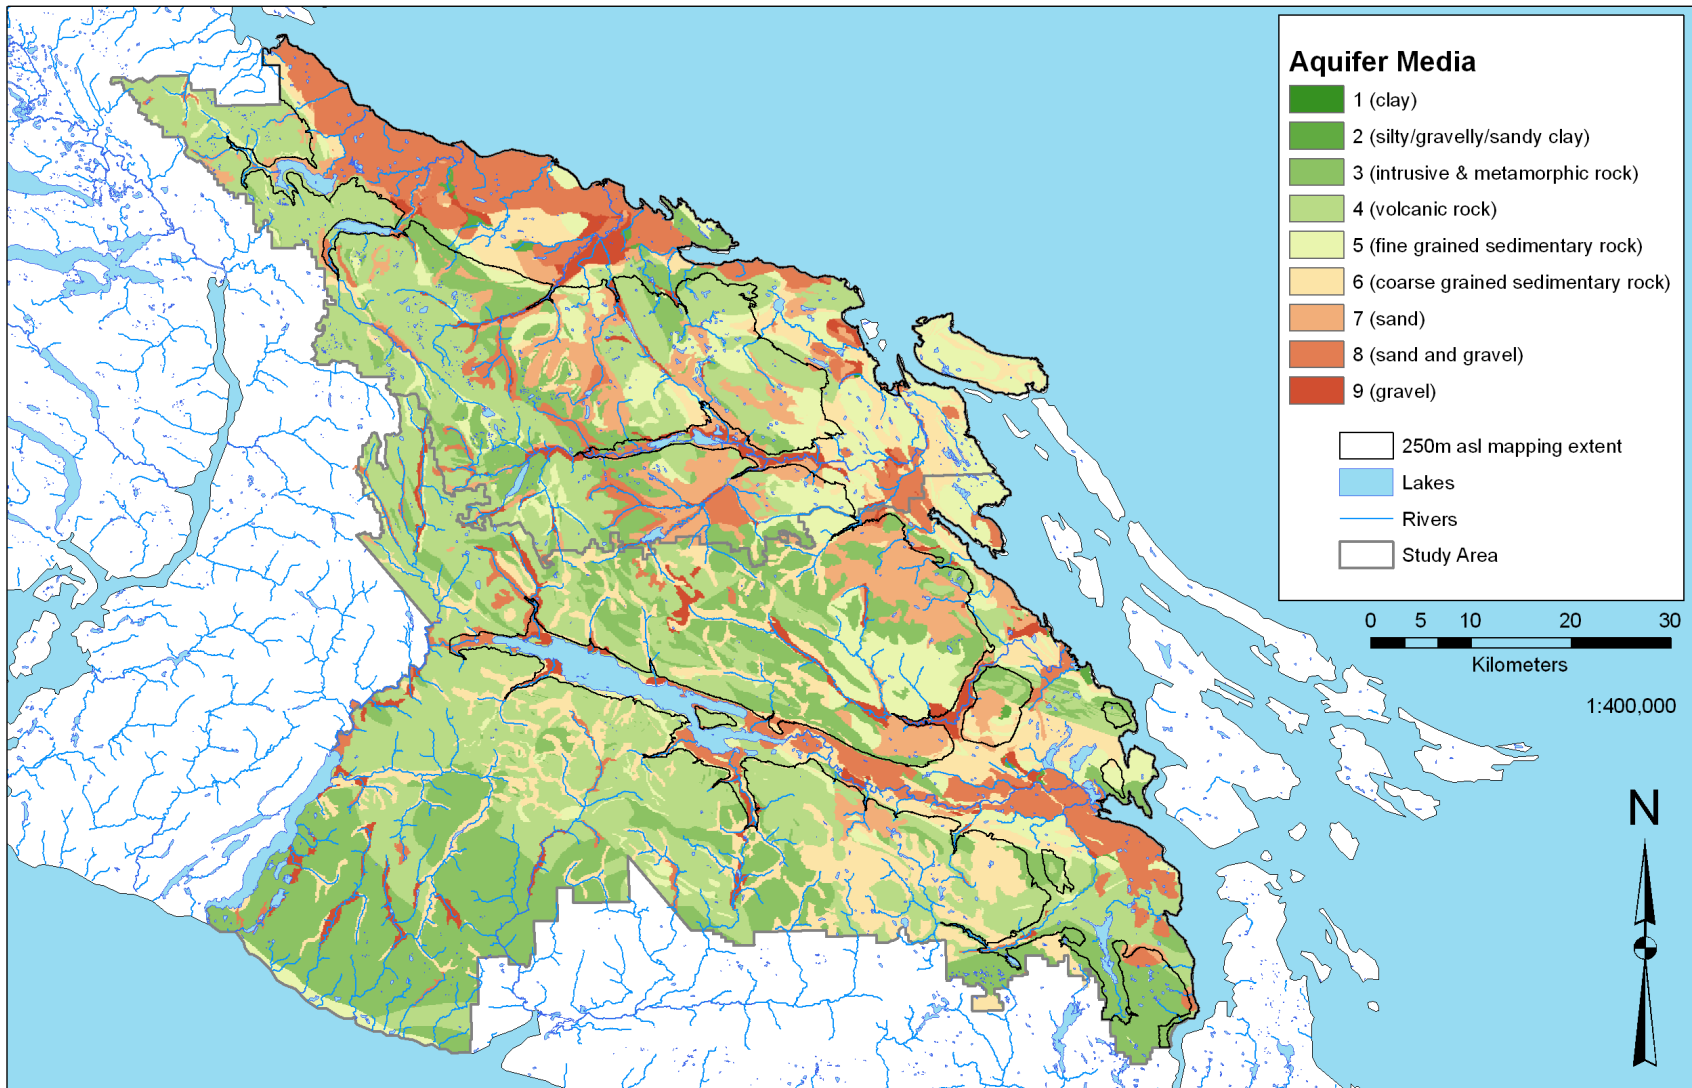 Aquifer Media
1 (clay)
2 (silty/gravelly/sandy clay)
3 (intrusive & metamorphic rock)
4 (volcanic rock)
5 (fine grained sedimentary rock)
6 (coarse grained sedimentary rock)
7 (sand)
8 (sand and gravel)
9 (gravel)
250m asl mapping extent
Lakes
Rivers
Study Area
0 5 10 20 30
Kilometers
1:400,000
N